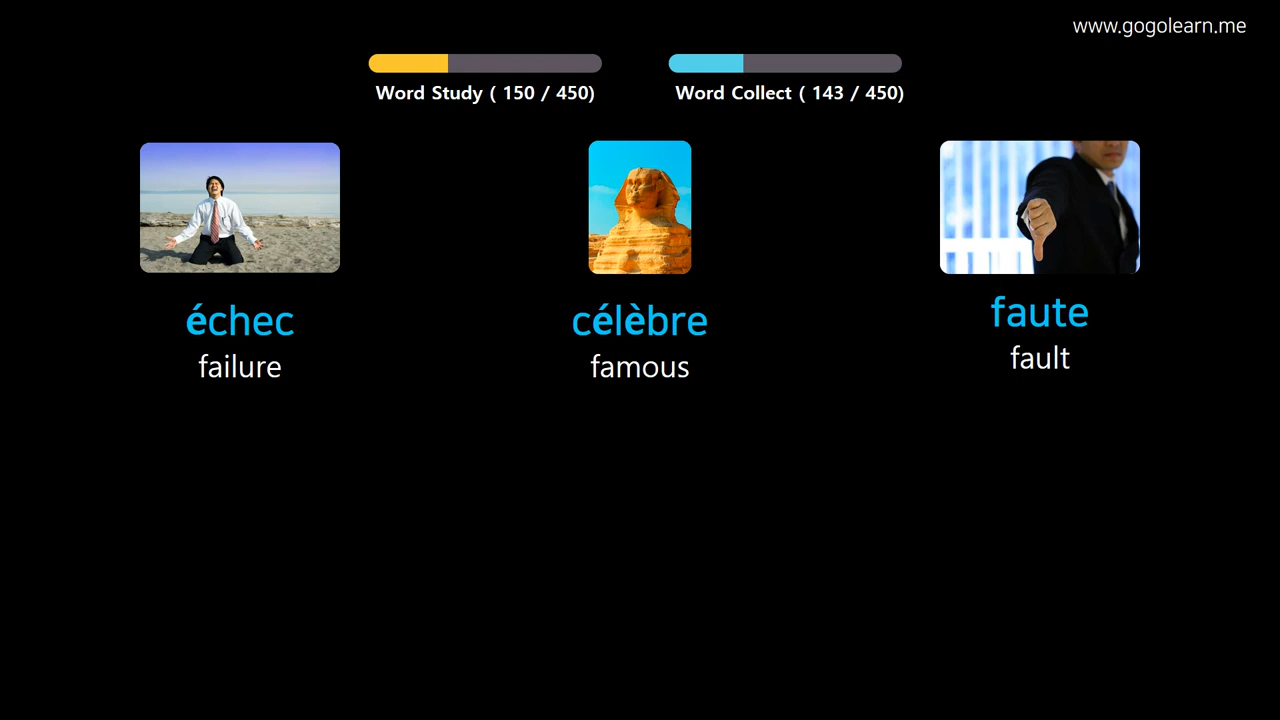 www.gogolearn.me
Word Study ( 150 / 450)
Word Collect ( 143 / 450)
échec
failure
célèbre
famous
faute
fault